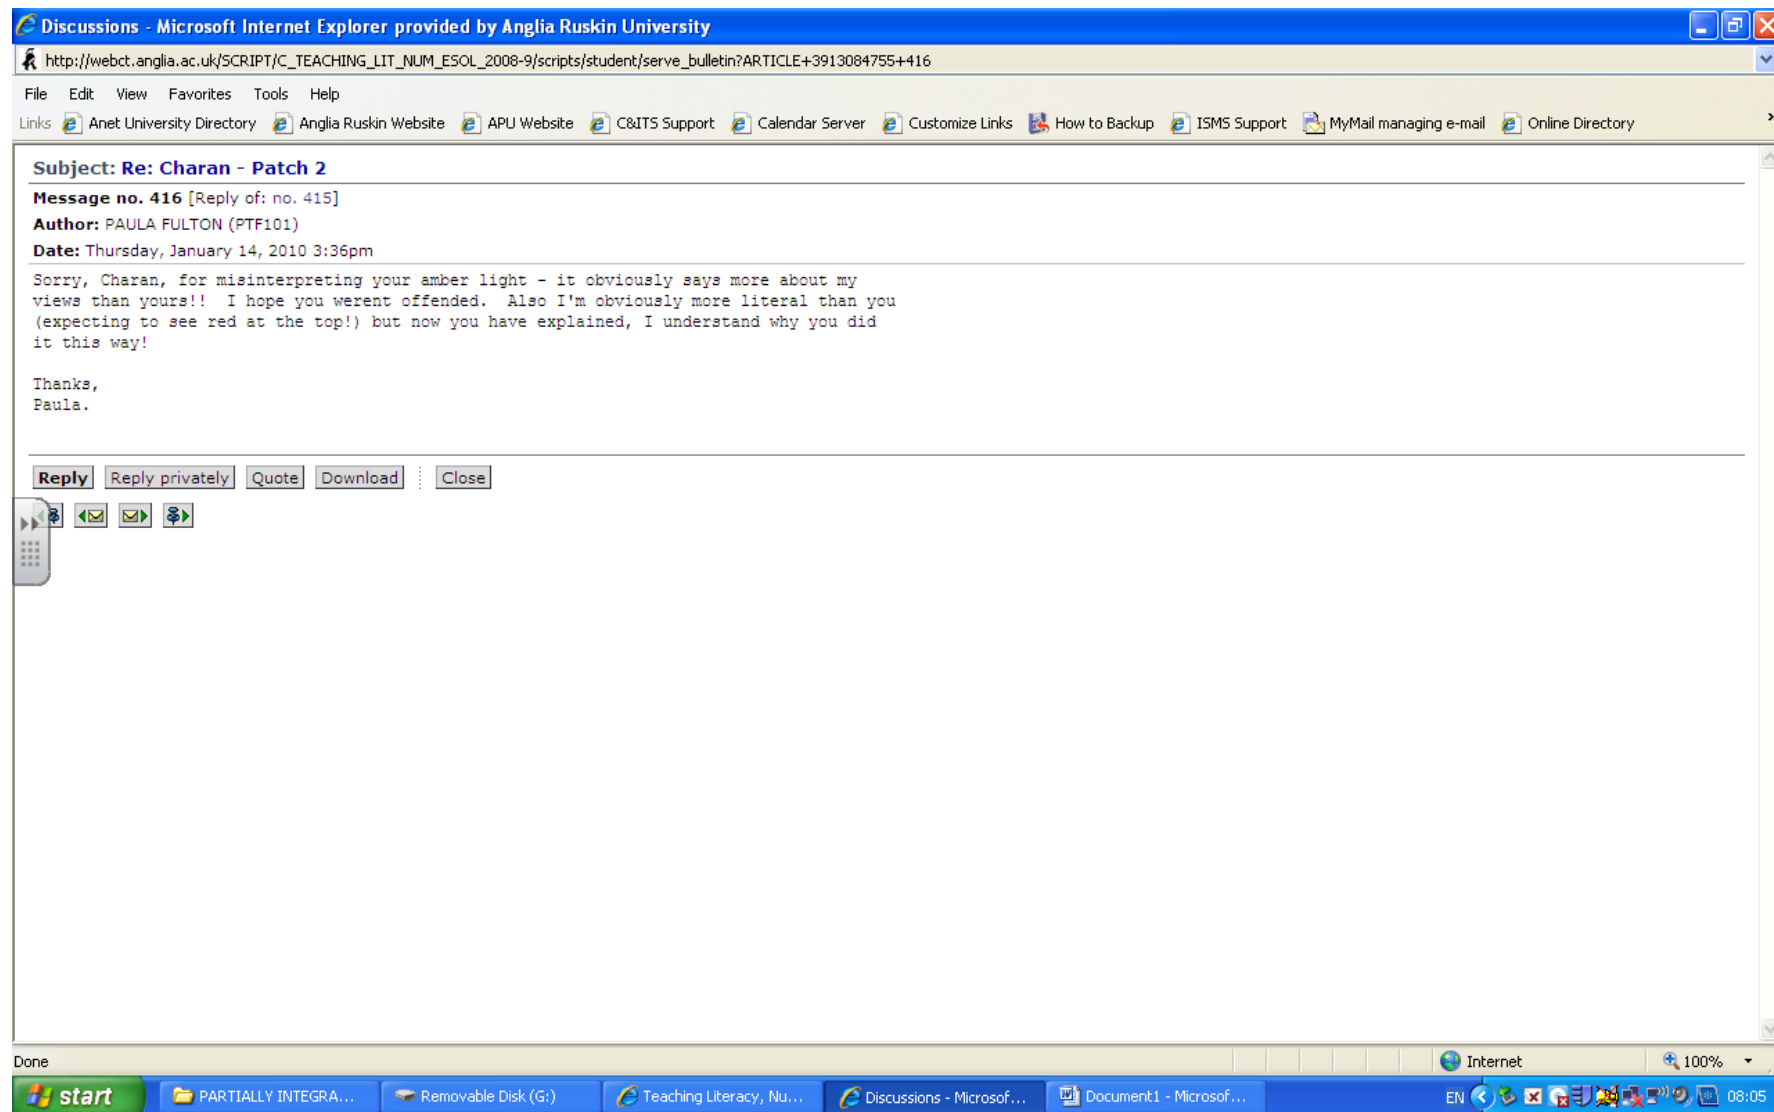 Discussions - Microsoft Internet Explorer provided by Anglia Ruskin University
http://webct.anglia.ac.uk/SCRIPT/C_TEACHING_LIT_NUM_ESOL_2008-9/scripts/student/serve_bulletin?ARTICLE+3913084755+416
File Edit View Favorites Tools Help
Links Anet University Directory Anglia Ruskin Website APU Website C&ITS Support Calendar Server Customize Links How to Backup ISMS Support MyMail managing e-mail Online Directory
Subject: Re: Charan - Patch 2
Message no. 416 [Reply of: no. 415]
Author: PAULA FULTON (PTF101)
Date: Thursday, January 14, 2010 3:36pm
Sorry, Charan, for misinterpreting your amber light - it obviously says more about my
views than yours!! I hope you werent offended. Also I'm obviously more literal than you
(expecting to see red at the top!) but now you have explained, I understand why you did
it this way!
Thanks,
Paula.
Reply Reply privately Quote Download Close
Done Internet 100%
start PARTIALLY INTEGRA... Removable Disk (G:) Teaching Literacy, Nu... Discussions - Microsof... Document1 - Microsof... EN 08:05